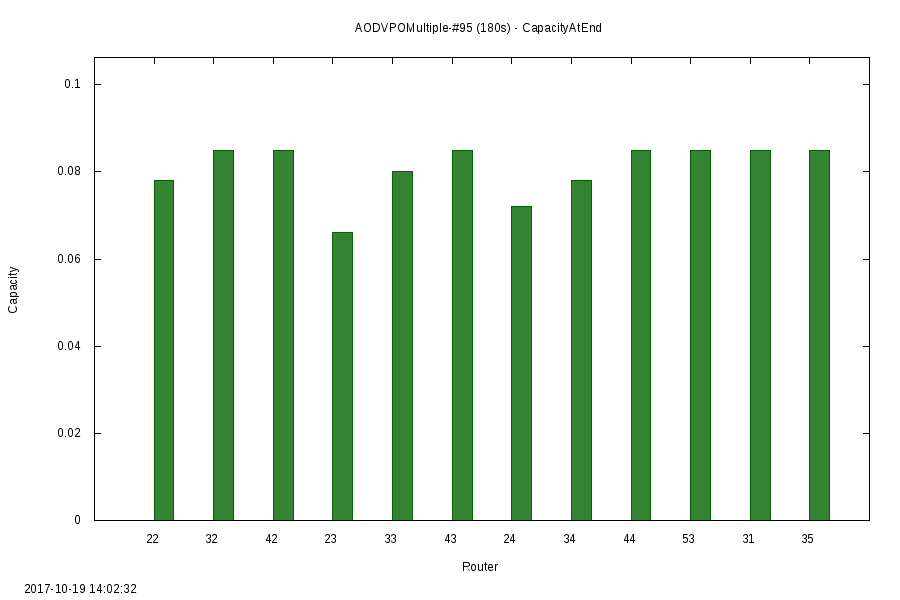 AODVPOMultiple-#95 (180s) - CapacityAtEnd
0.1
0.08
0.06
0.04
0.02
0
Capacity
22 32 42 23 33 43 24 34 44 53 31 35
Router
2017-10-19 14:02:32